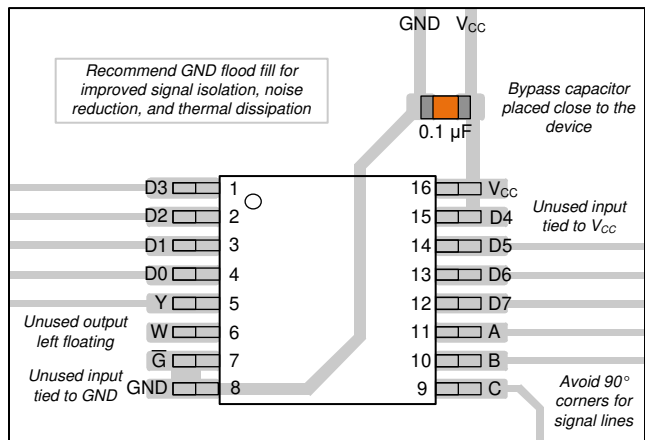 GND VCC
Recommend GND flood fill for
improved signal isolation, noise
reduction, and thermal dissipation
Bypass capacitor
placed close to the
device
0.1 µF
D3 1 16 VCC
D2 2 15 D4
Unused input
tied to VCC
D1 3 14 D5
D0 4 13 D6
Y 5 12 D7
Unused output
left floating
W 6 11 A
G̅ 7 10 B
Unused input
tied to GND
GND 8 9 C
Avoid 90°
corners for
signal lines